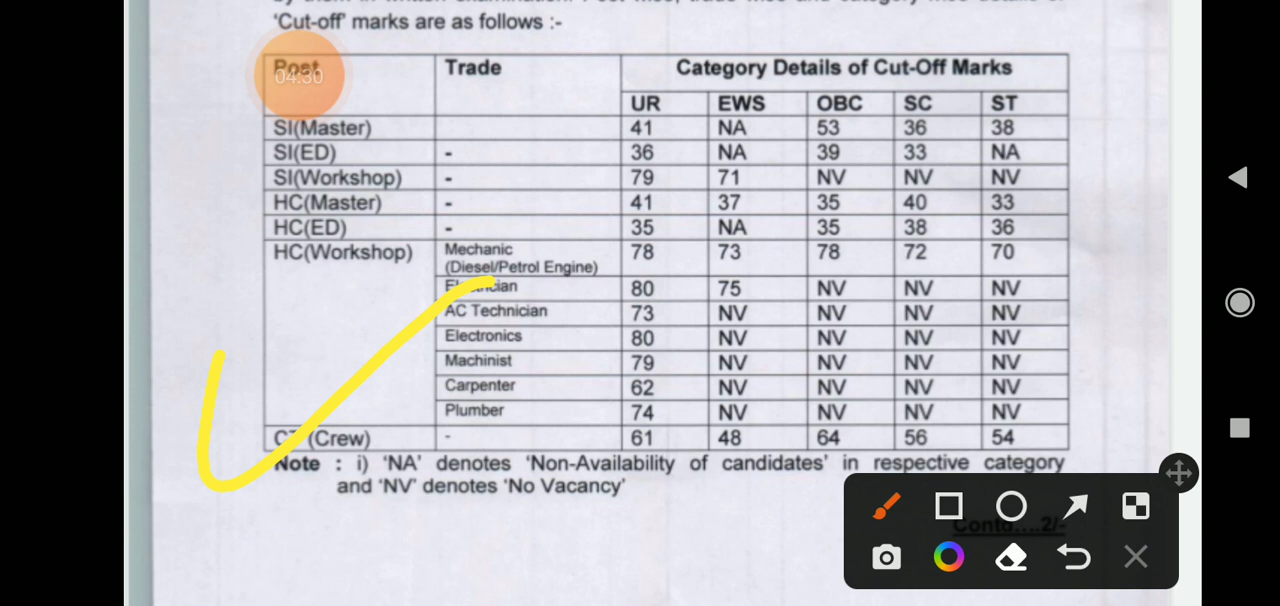 'Cut-off' marks are as follows :-
Post Trade Category Details of Cut-Off Marks
04:30
UR EWS OBC SC ST
SI(Master) 41 NA 53 36 38
SI(ED) - 36 NA 39 33 NA
SI(Workshop) - 79 71 NV NV NV
HC(Master) - 41 37 35 40 33
HC(ED) - 35 NA 35 38 36
HC(Workshop) Mechanic (Diesel/Petrol Engine) 78 73 78 72 70
80 75 NV NV NV
AC Technician 73 NV NV NV NV
Electronics 80 NV NV NV NV
Machinist 79 NV NV NV NV
Carpenter 62 NV NV NV NV
Plumber 74 NV NV NV NV
(Crew) - 61 48 64 56 54
Note : i) 'NA' denotes 'Non-Availability of candidates' in respective category
and 'NV' denotes 'No Vacancy'
Contd....2/-